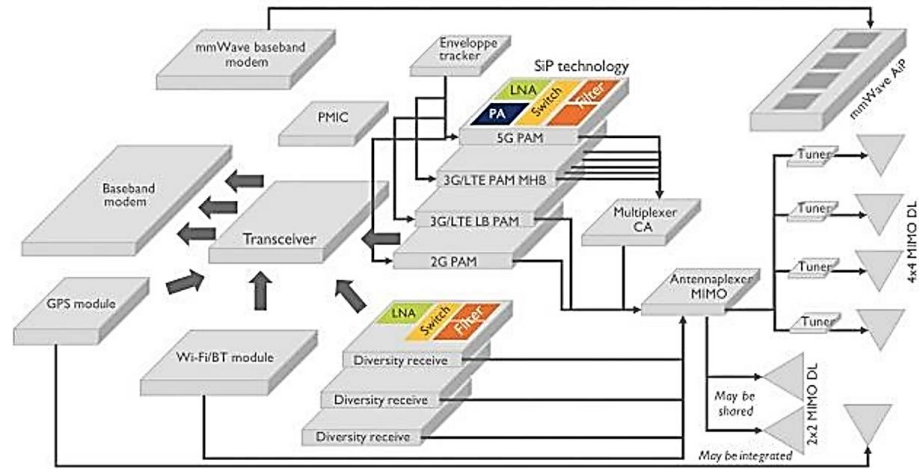 mmWave baseband
modem
Enveloppe
tracker
SiP technology
LNA
Switch
Filter
PA
5G PAM
mmWave AiP
PMIC
Baseband
modem
3G/LTE PAM MHB
Tuner
Transceiver
3G/LTE LB PAM
Multiplexer
CA
Tuner
2G PAM
Tuner
4x4 MIMO DL
GPS module
Antennaplexer
MIMO
Tuner
LNA
Switch
Filter
Wi-Fi/BT module
Diversity receive
Diversity receive
Diversity receive
May be
shared
2x2 MIMO DL
May be integrated